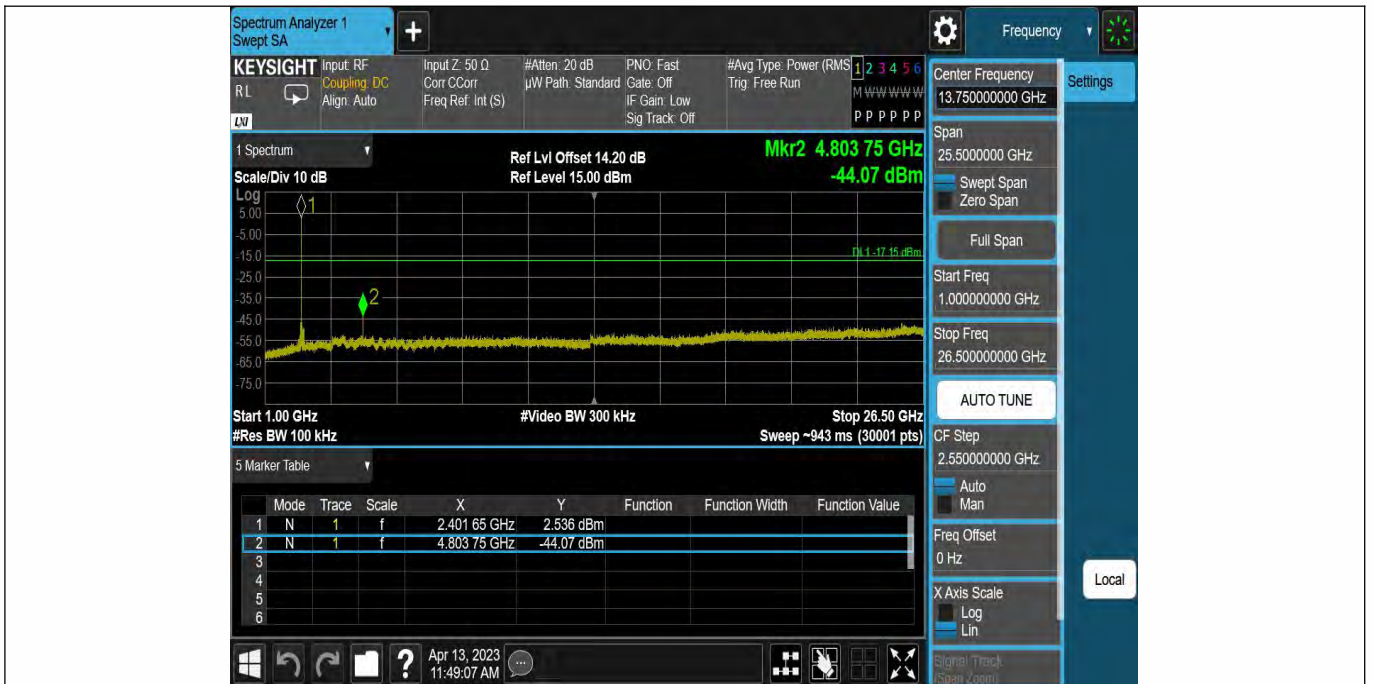 Spectrum Analyzer 1
Swept SA
+
Frequency
KEYSIGHT
RL
LXI
Input: RF
Coupling: DC
Align: Auto
Input Z: 50 Ω
Corr CCorr
Freq Ref: Int (S)
#Atten: 20 dB
µW Path: Standard
PNO: Fast
Gate: Off
IF Gain: Low
Sig Track: Off
#Avg Type: Power (RMS
Trig: Free Run
1 2 3 4 5 6
M W W W W W
P P P P P P
1 Spectrum
Scale/Div 10 dB
Ref Lvl Offset 14.20 dB
Ref Level 15.00 dBm
Mkr2 4.803 75 GHz
-44.07 dBm
Log
1
5.00
-5.00
DL1 -17.15 dBm
-15.0
-25.0
2
-35.0
-45.0
-55.0
-65.0
-75.0
Start 1.00 GHz
#Video BW 300 kHz
Stop 26.50 GHz
#Res BW 100 kHz
Sweep ~943 ms (30001 pts)
5 Marker Table
Mode Trace Scale X Y Function Function Width Function Value
1 N 1 f 2.401 65 GHz 2.536 dBm
2 N 1 f 4.803 75 GHz -44.07 dBm
3
4
5
6
?
Apr 13, 2023
11:49:07 AM
Center Frequency
13.750000000 GHz
Settings
Span
25.5000000 GHz
Swept Span
Zero Span
Full Span
Start Freq
1.000000000 GHz
Stop Freq
26.500000000 GHz
AUTO TUNE
CF Step
2.550000000 GHz
Auto
Man
Freq Offset
0 Hz
Local
X Axis Scale
Log
Lin
Signal Track
(Span Zoom)